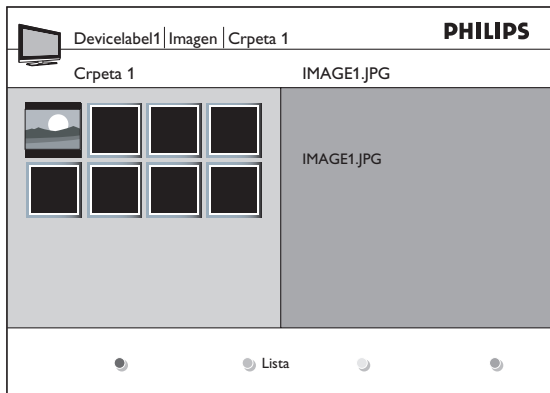 Devicelabel1 Imagen Crpeta 1 PHILIPS
Crpeta 1 IMAGE1.JPG
IMAGE1.JPG
Lista